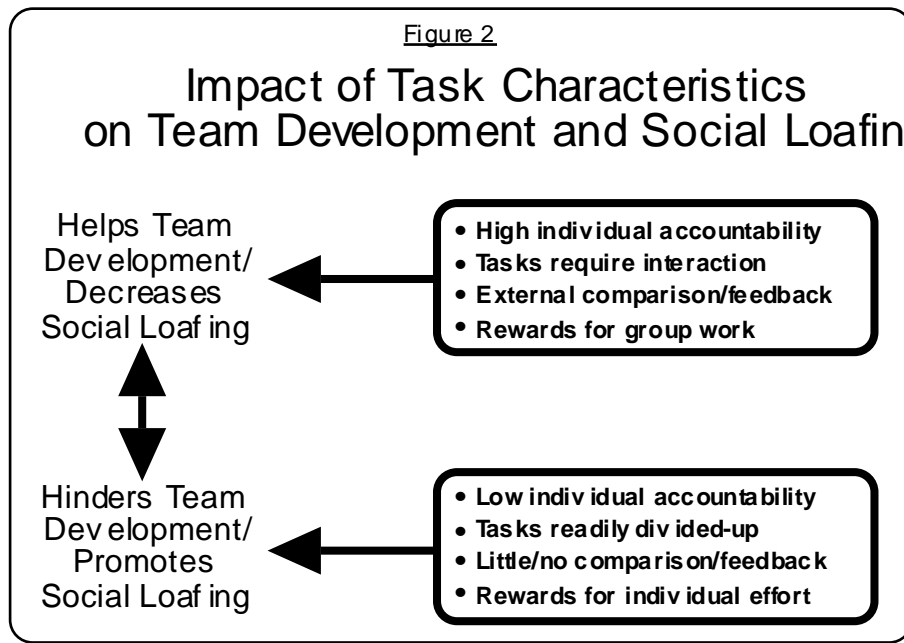 Figure 2
Impact of Task Characteristics
on Team Development and Social Loafin
Helps Team
Development/
Decreases
Social Loafing
• High individual accountability
• Tasks require interaction
• External comparison/feedback
• Rewards for group work
Hinders Team
Development/
Promotes
Social Loafing
• Low individual accountability
• Tasks readily divided-up
• Little/no comparison/feedback
• Rewards for individual effort